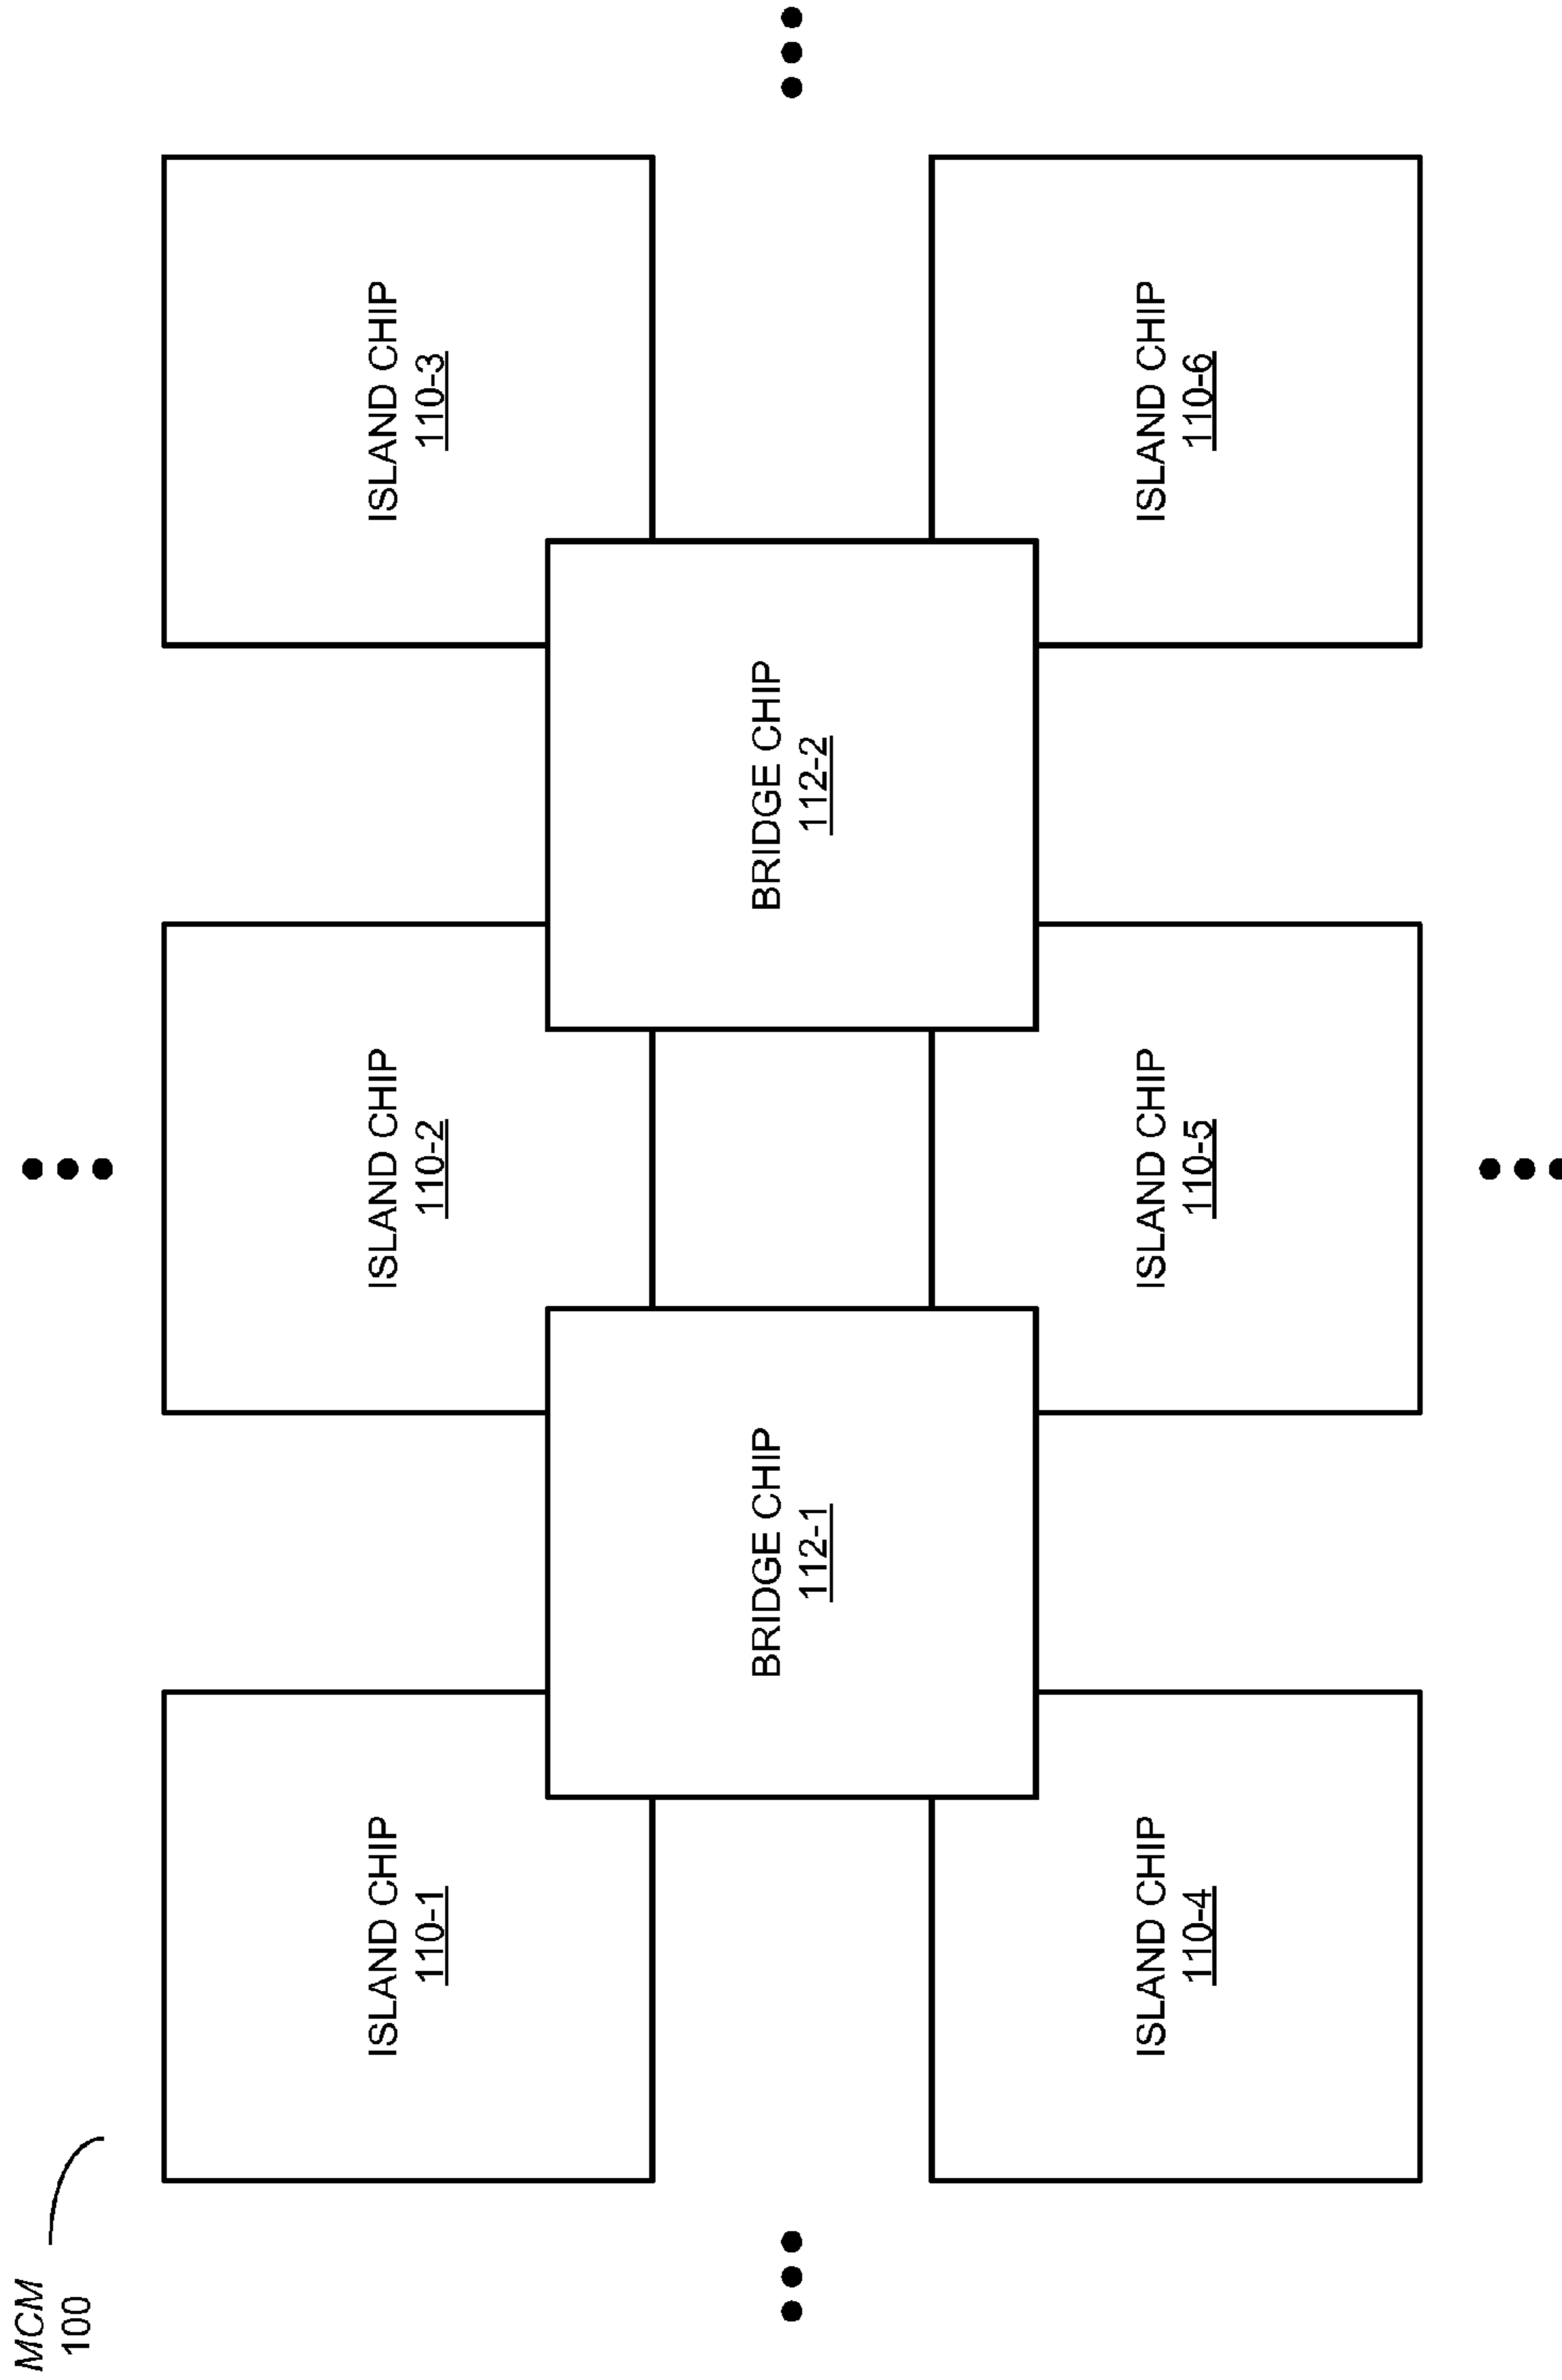 MCM
100
ISLAND CHIP
110-1
ISLAND CHIP
110-2
ISLAND CHIP
110-3
BRIDGE CHIP
112-1
BRIDGE CHIP
112-2
ISLAND CHIP
110-4
ISLAND CHIP
110-5
ISLAND CHIP
110-6